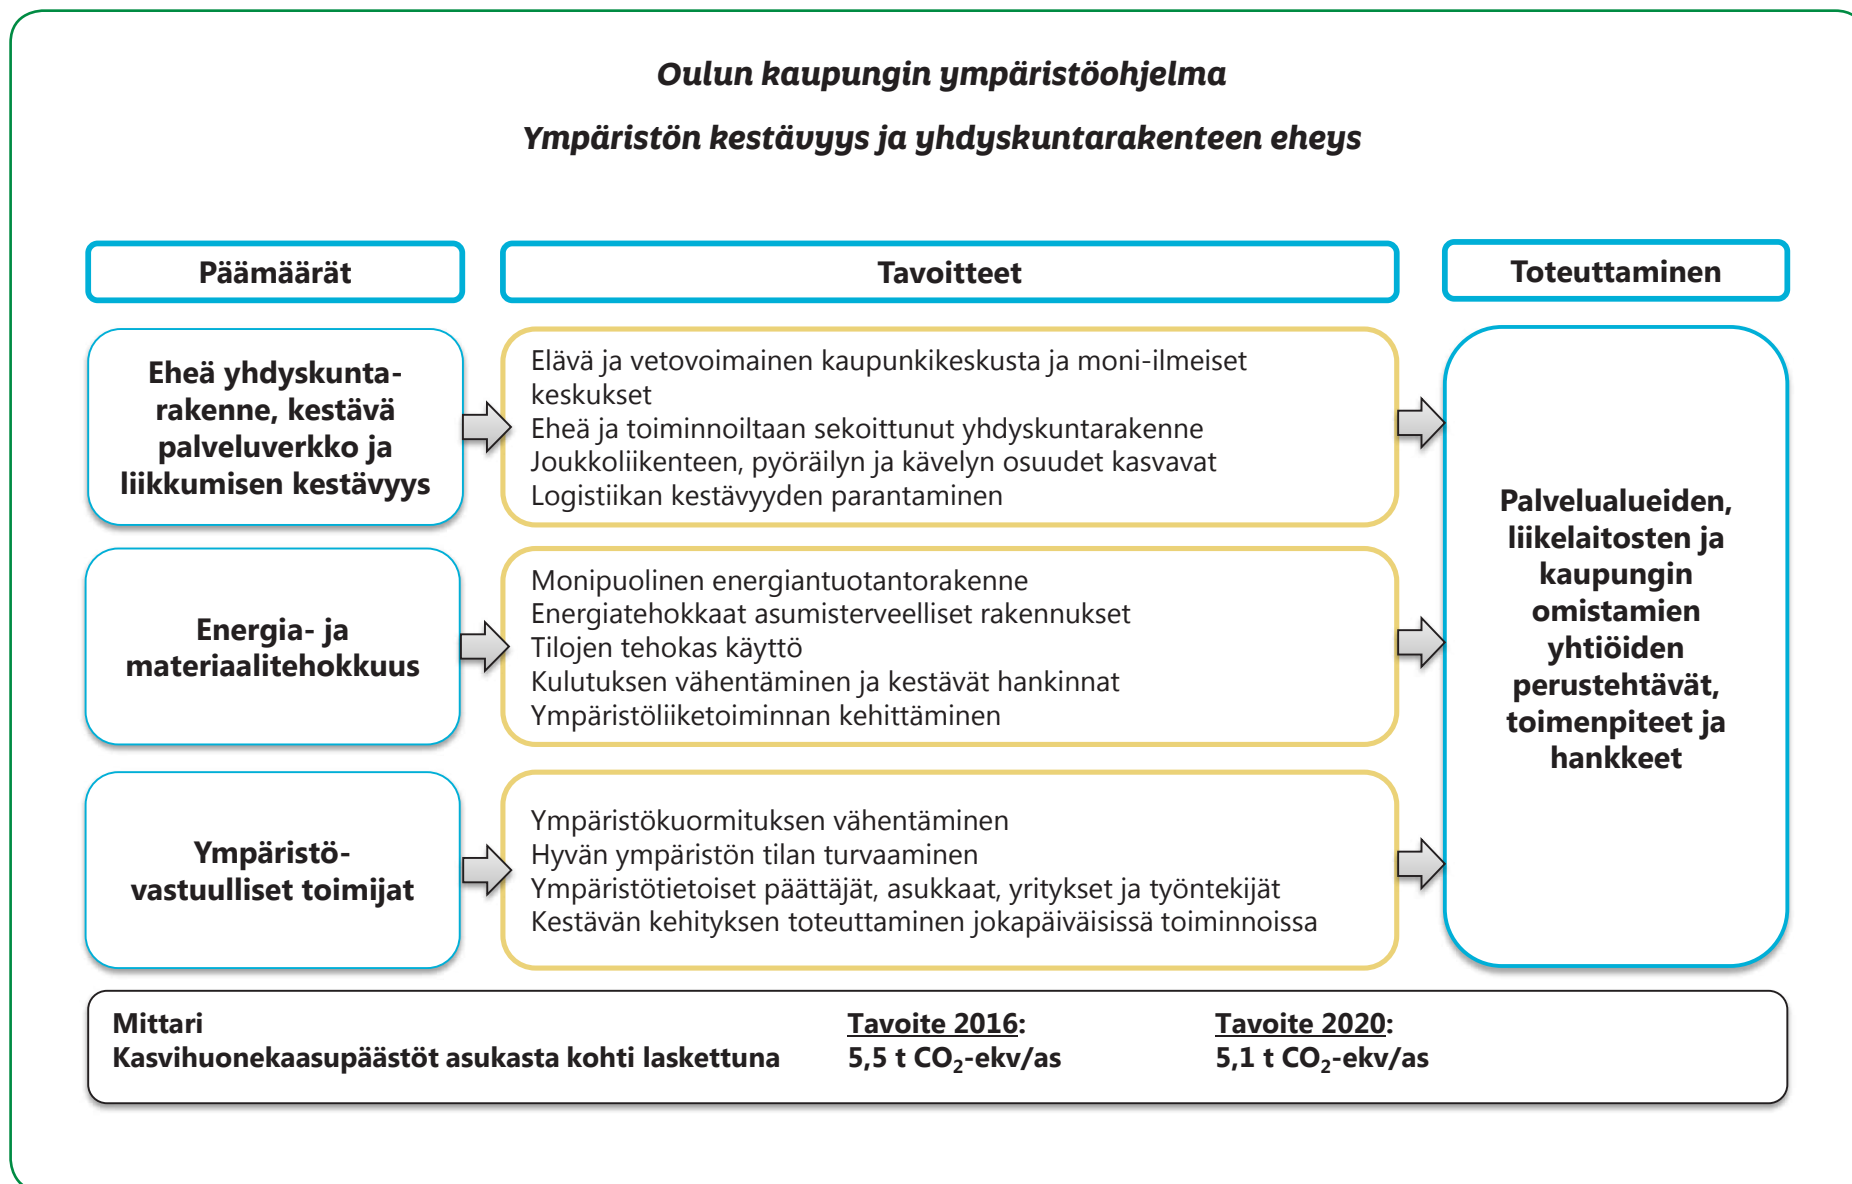 Oulun kaupungin ympäristöohjelma
Ympäristön kestävyys ja yhdyskuntarakenteen eheys
Päämäärät
Tavoitteet
Toteuttaminen
Eheä yhdyskunta-
rakenne, kestävä
palveluverkko ja
liikkumisen kestävyys
Elävä ja vetovoimainen kaupunkikeskusta ja moni-ilmeiset
keskukset
Eheä ja toiminnoiltaan sekoittunut yhdyskuntarakenne
Joukkoliikenteen, pyöräilyn ja kävelyn osuudet kasvavat
Logistiikan kestävyyden parantaminen
Energia- ja
materiaalitehokkuus
Monipuolinen energiantuotantorakenne
Energiatehokkaat asumisterveelliset rakennukset
Tilojen tehokas käyttö
Kulutuksen vähentäminen ja kestävät hankinnat
Ympäristöliiketoiminnan kehittäminen
Ympäristö-
vastuulliset toimijat
Ympäristökuormituksen vähentäminen
Hyvän ympäristön tilan turvaaminen
Ympäristötietoiset päättäjät, asukkaat, yritykset ja työntekijät
Kestävän kehityksen toteuttaminen jokapäiväisissä toiminnoissa
Palvelualueiden,
liikelaitosten ja
kaupungin
omistamien
yhtiöiden
perustehtävät,
toimenpiteet ja
hankkeet
Mittari
Kasvihuonekaasupäästöt asukasta kohti laskettuna
Tavoite 2016:
5,5 t CO₂-ekv/as
Tavoite 2020:
5,1 t CO₂-ekv/as